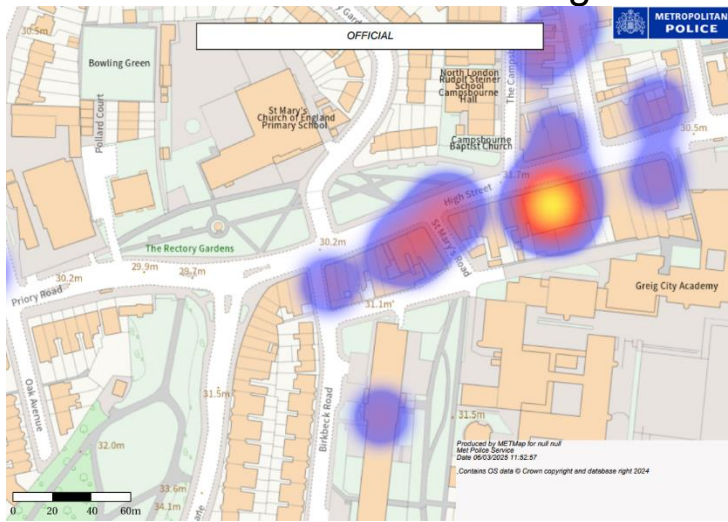 OFFICIAL
METROPOLITAN
POLICE
30.5m
Bowling Green
North London
Rudolf Steiner
School
Campsbourne
Hall
St Mary's
Church of England
Primary School
Pollard Court
Campsbourne
Baptist Church
30.5m
31.7m
High Street
St Mary's Road
The Rectory Gardens
30.2m
29.9m
29.7m
30.2m
Priory Road
31.1m
Greig City Academy
Oak Avenue
31.5m
Birkbeck Road
31.5m
32.0m
33.6m
34.1m
0 20 40 60m
Produced by METMap for null null
Met Police Service
Date 06/03/2025 11:52:57
Contains OS data © Crown copyright and database right 2024